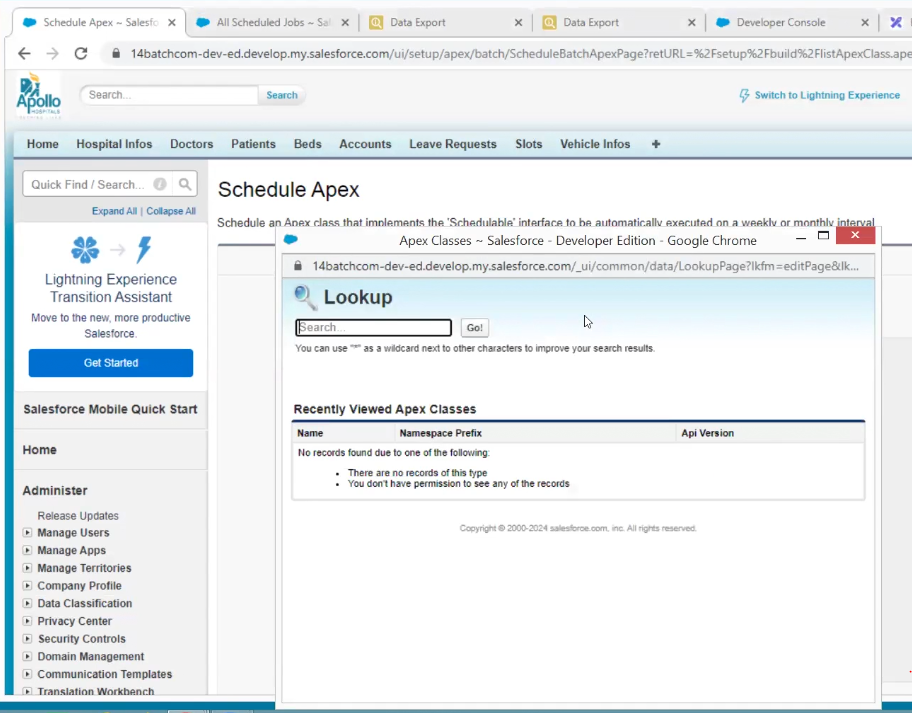 Schedule Apex ~ Salesfo
All Scheduled Jobs ~ Sal
Data Export
Data Export
Developer Console
14batchcom-dev-ed.develop.my.salesforce.com/ui/setup/apex/batch/ScheduleBatchApexPage?retURL=%2Fsetup%2Fbuild%2FlistApexClass.ape
Apollo
HOSPITALS
Search...
Search
Switch to Lightning Experience
Home
Hospital Infos
Doctors
Patients
Beds
Accounts
Leave Requests
Slots
Vehicle Infos
+
Quick Find / Search...
Expand All | Collapse All
Lightning Experience
Transition Assistant
Move to the new, more productive
Salesforce.
Get Started
Salesforce Mobile Quick Start
Home
Administer
Release Updates
Manage Users
Manage Apps
Manage Territories
Company Profile
Data Classification
Privacy Center
Security Controls
Domain Management
Communication Templates
Translation Workbench
Schedule Apex
Schedule an Apex class that implements the 'Schedulable' interface to be automatically executed on a weekly or monthly interval
Apex Classes ~ Salesforce - Developer Edition - Google Chrome
14batchcom-dev-ed.develop.my.salesforce.com/_ui/common/data/LookupPage?lkfm=editPage&lk...
Lookup
Search...
Go!
You can use "*" as a wildcard next to other characters to improve your search results.
Recently Viewed Apex Classes
Name
Namespace Prefix
Api Version
No records found due to one of the following:
• There are no records of this type
• You don't have permission to see any of the records
Copyright © 2000-2024 salesforce.com, inc. All rights reserved.